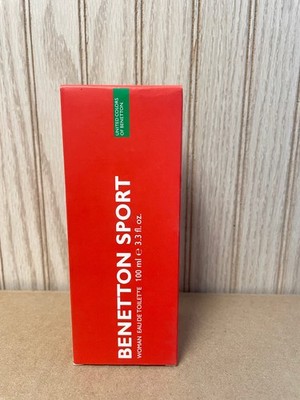 UNITED COLORS
OF BENETTON
BENETTON SPORT
WOMAN EAU DE TOILETTE 100 ml ℮ 3.3 fl. oz.